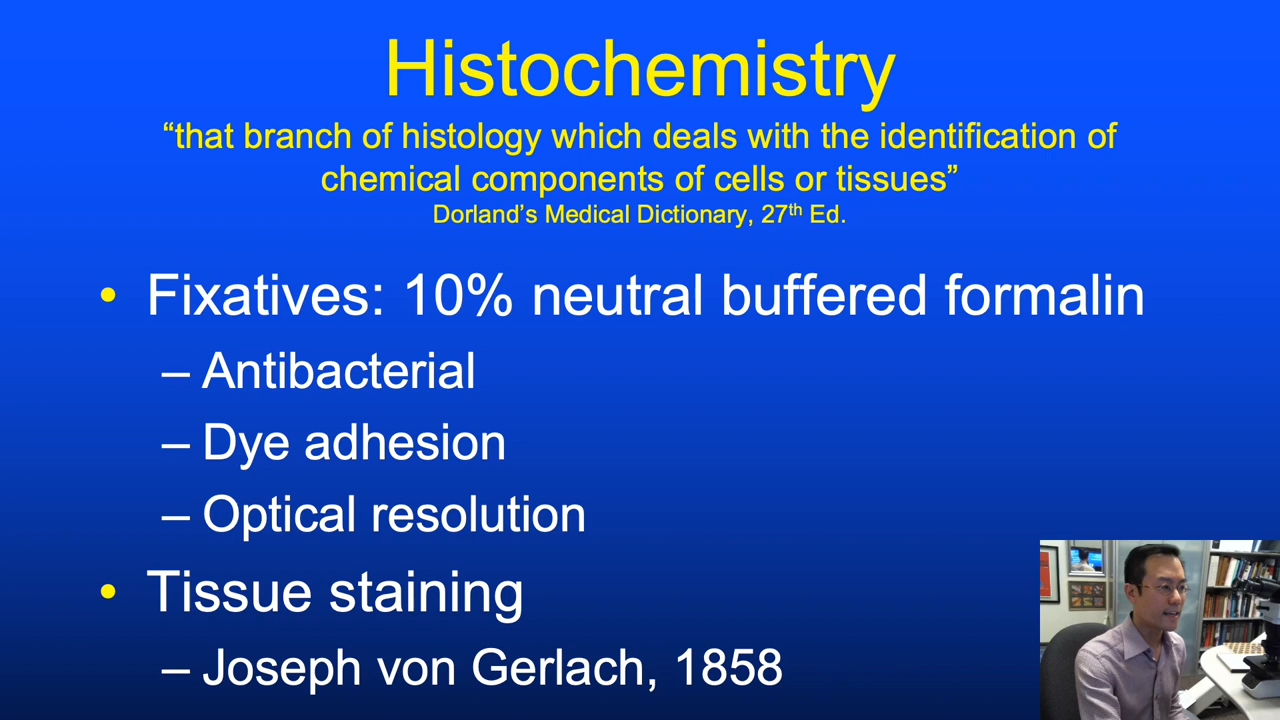 Histochemistry
“that branch of histology which deals with the identification of
chemical components of cells or tissues”
Dorland’s Medical Dictionary, 27th Ed.
• Fixatives: 10% neutral buffered formalin
– Antibacterial
– Dye adhesion
– Optical resolution
• Tissue staining
– Joseph von Gerlach, 1858